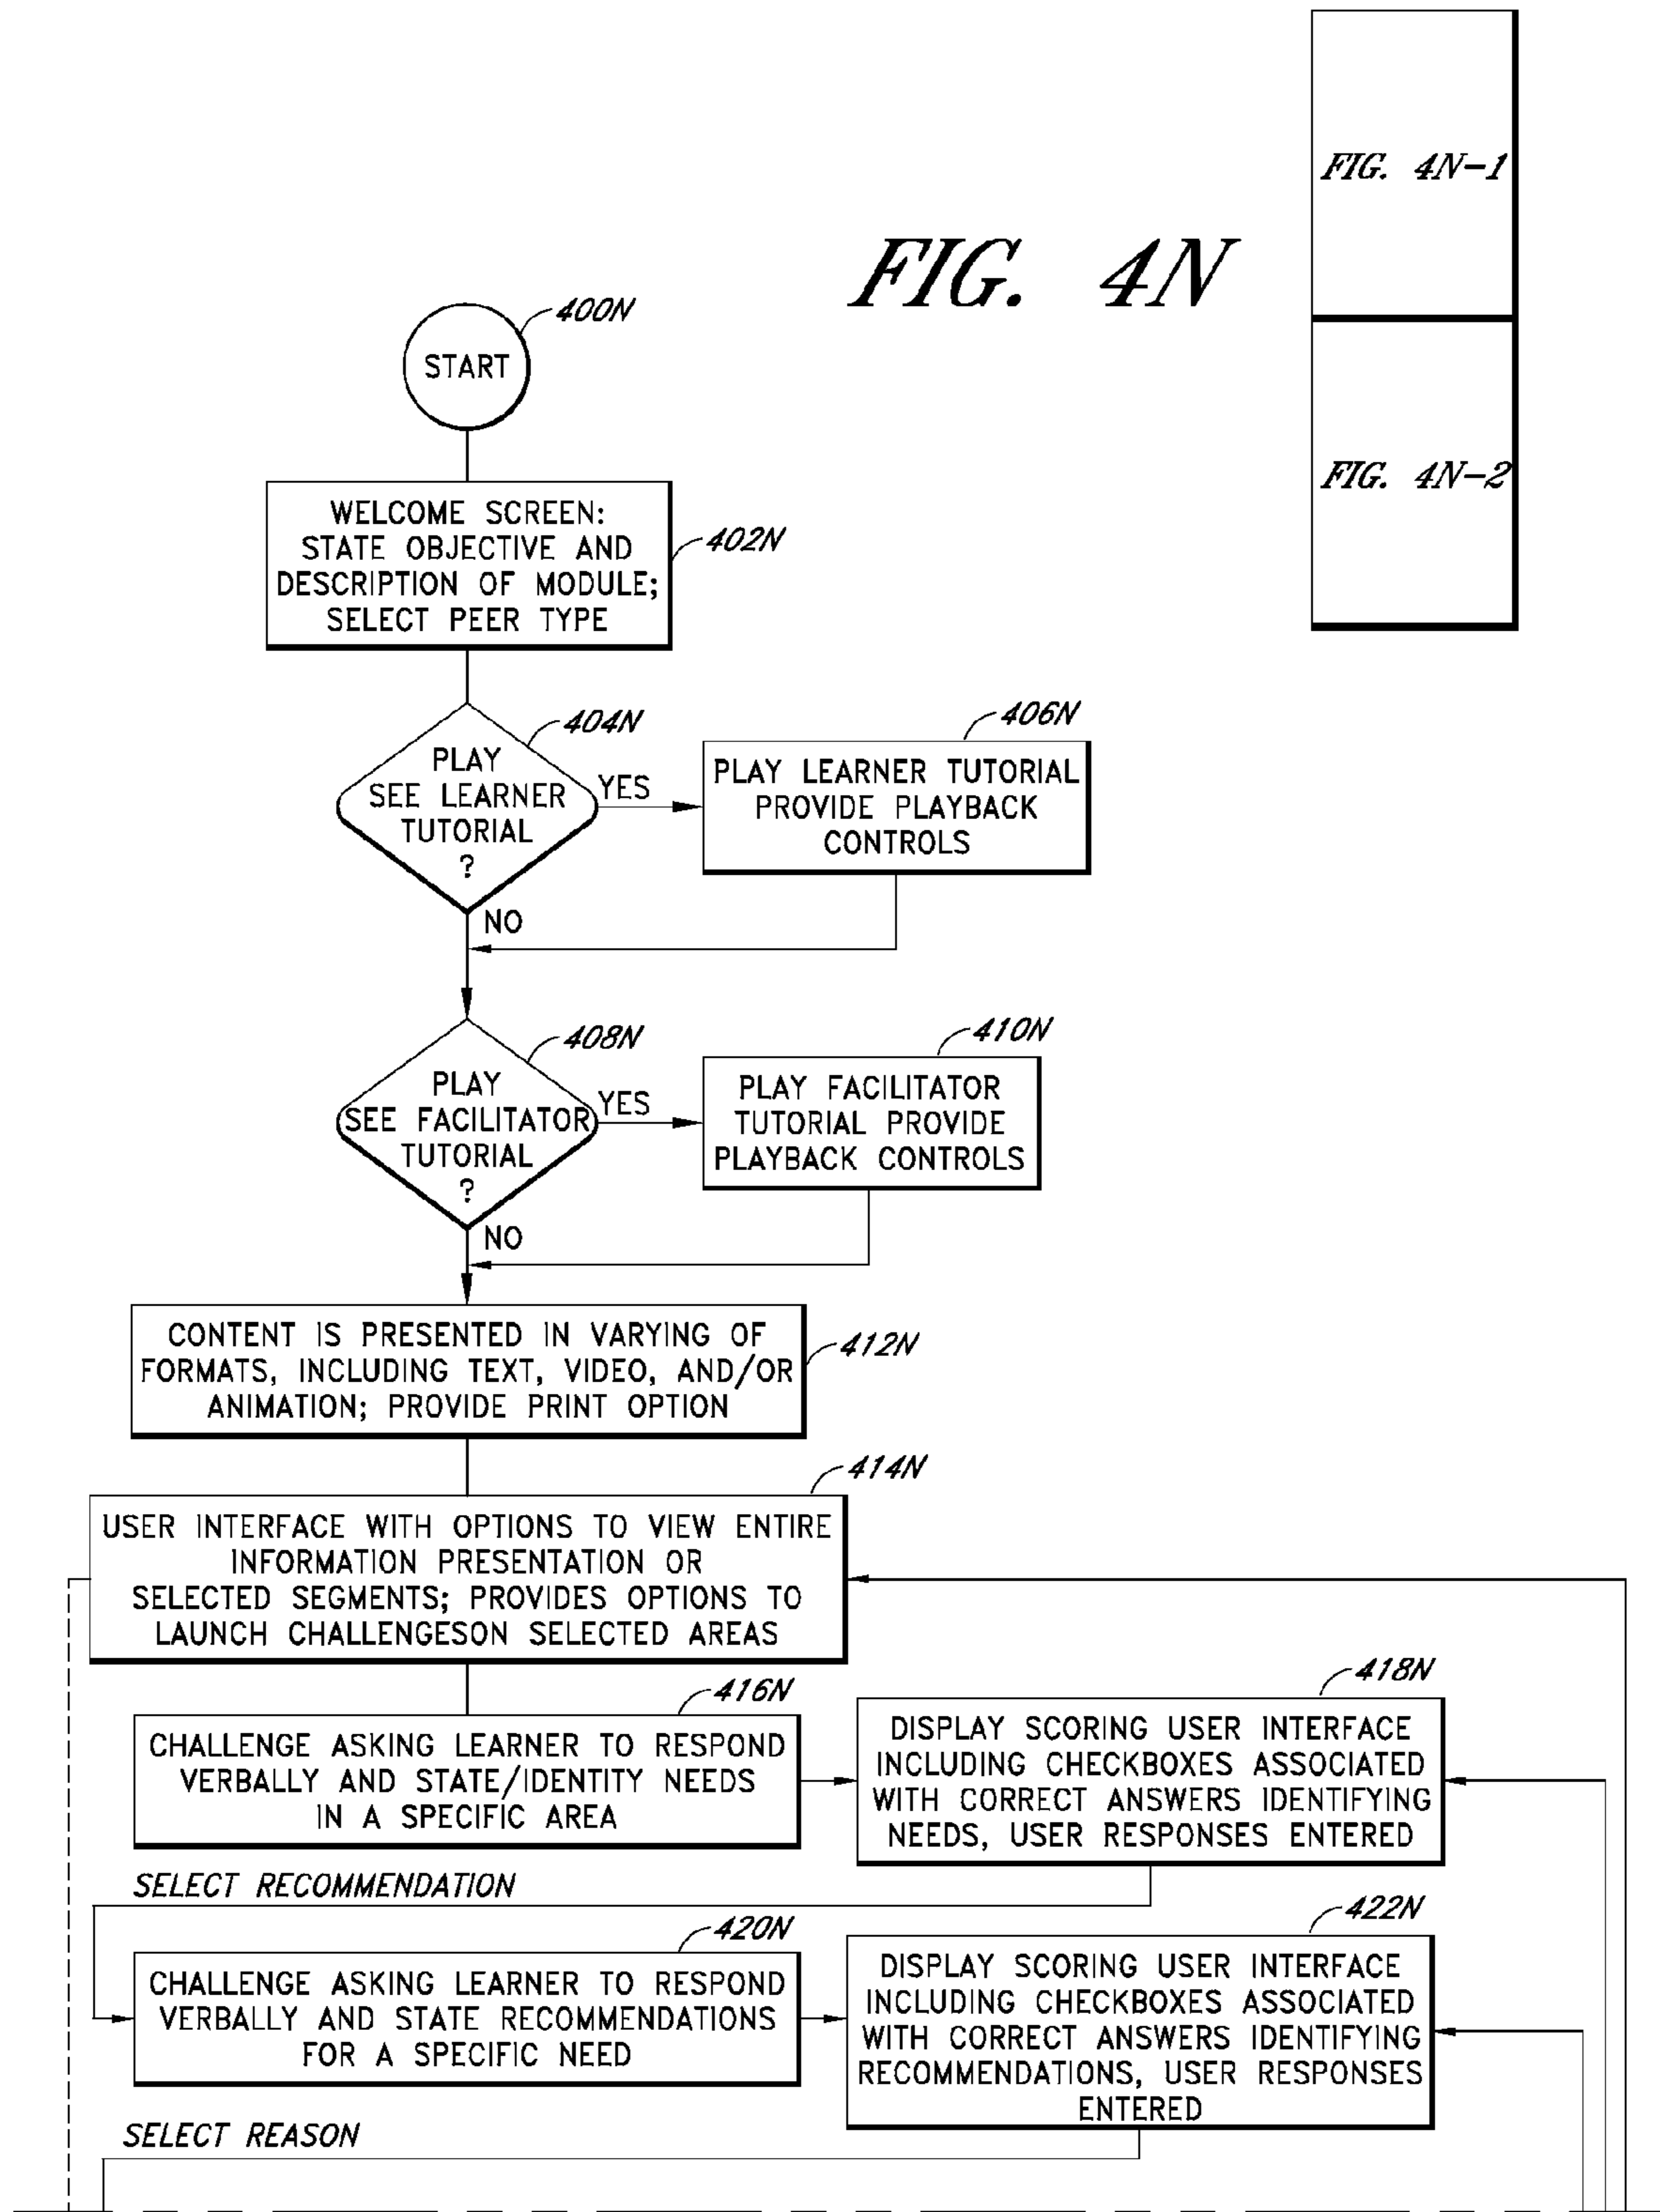 FIG. 4N
FIG. 4N-1
FIG. 4N-2
400N
START
WELCOME SCREEN:
STATE OBJECTIVE AND
DESCRIPTION OF MODULE;
SELECT PEER TYPE
402N
404N
PLAY
SEE LEARNER
TUTORIAL
?
YES
NO
406N
PLAY LEARNER TUTORIAL
PROVIDE PLAYBACK
CONTROLS
408N
PLAY
SEE FACILITATOR
TUTORIAL
?
YES
NO
410N
PLAY FACILITATOR
TUTORIAL PROVIDE
PLAYBACK CONTROLS
CONTENT IS PRESENTED IN VARYING OF
FORMATS, INCLUDING TEXT, VIDEO, AND/OR
ANIMATION; PROVIDE PRINT OPTION
412N
414N
USER INTERFACE WITH OPTIONS TO VIEW ENTIRE
INFORMATION PRESENTATION OR
SELECTED SEGMENTS; PROVIDES OPTIONS TO
LAUNCH CHALLENGESON SELECTED AREAS
416N
CHALLENGE ASKING LEARNER TO RESPOND
VERBALLY AND STATE/IDENTITY NEEDS
IN A SPECIFIC AREA
418N
DISPLAY SCORING USER INTERFACE
INCLUDING CHECKBOXES ASSOCIATED
WITH CORRECT ANSWERS IDENTIFYING
NEEDS, USER RESPONSES ENTERED
SELECT RECOMMENDATION
420N
CHALLENGE ASKING LEARNER TO RESPOND
VERBALLY AND STATE RECOMMENDATIONS
FOR A SPECIFIC NEED
422N
DISPLAY SCORING USER INTERFACE
INCLUDING CHECKBOXES ASSOCIATED
WITH CORRECT ANSWERS IDENTIFYING
RECOMMENDATIONS, USER RESPONSES
ENTERED
SELECT REASON